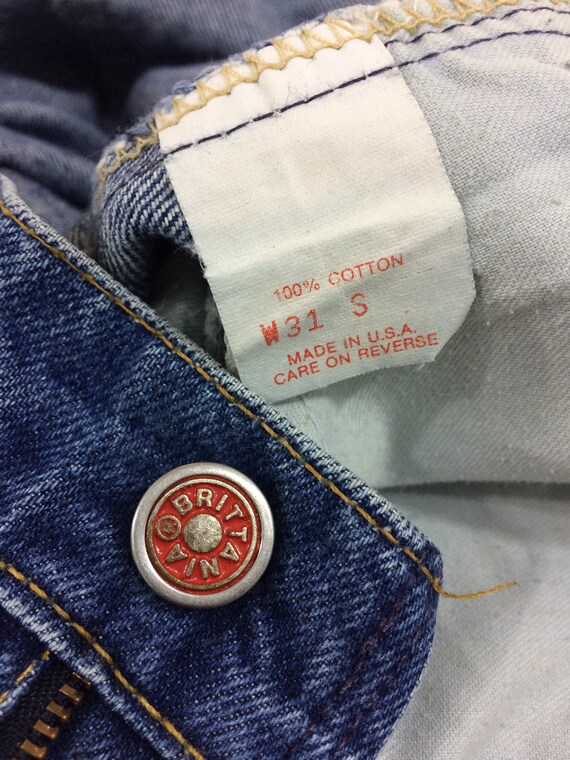 100% COTTON
W31 S
MADE IN U.S.A.
CARE ON REVERSE
BRITTANIA ®